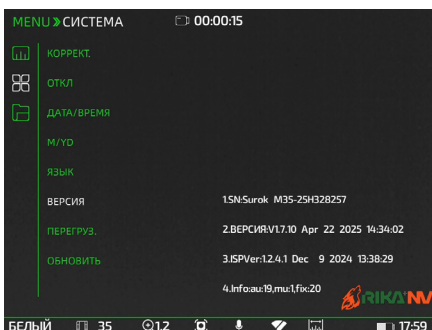 MENU»СИСТЕМА 00:00:15
КОРРЕКТ.
ОТКЛ
ДАТА/ВРЕМЯ
M/YD
ЯЗЫК
ВЕРСИЯ 1.SN:Surok M35-25H328257
ПЕРЕГРУЗ. 2.ВЕРСИЯ:V1.7.10 Apr 22 2025 14:34:02
ОБНОВИТЬ 3.ISPVer:1.2.4.1 Dec 9 2024 13:38:29
4.Info:au:19,mu:1,fix:20
RIKA'NV
БЕЛЫЙ 35 1.2 17:59